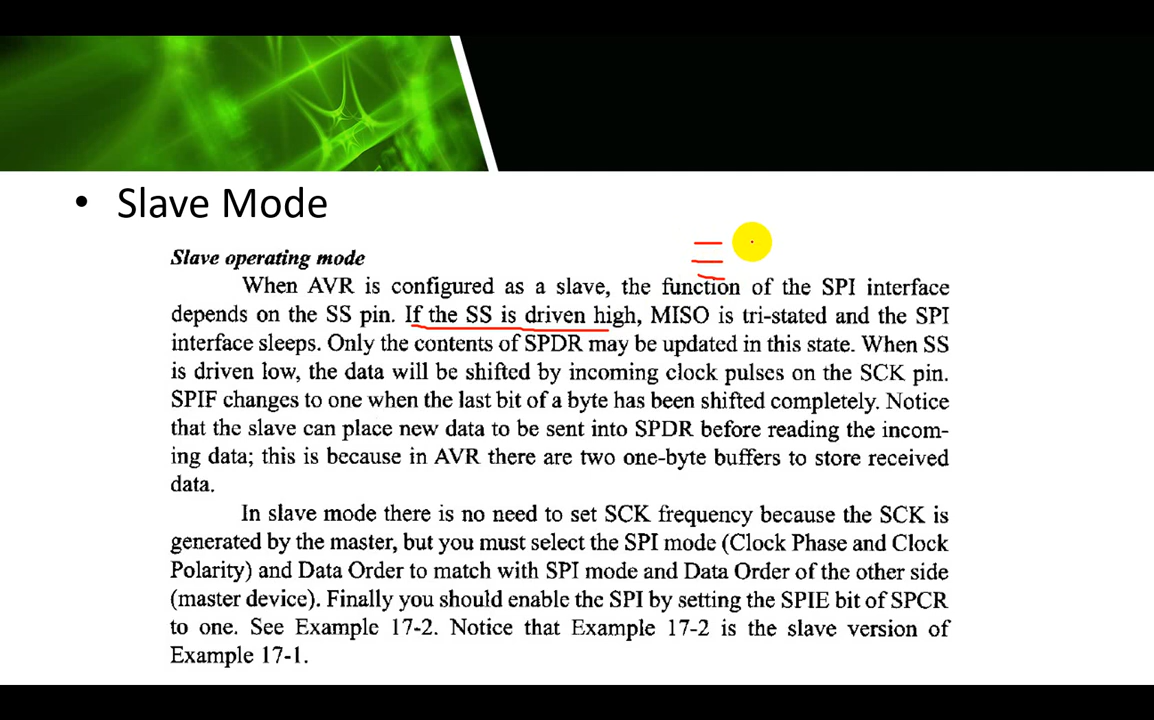 • Slave Mode
Slave operating mode
When AVR is configured as a slave, the function of the SPI interface
depends on the SS pin. If the SS is driven high, MISO is tri-stated and the SPI
interface sleeps. Only the contents of SPDR may be updated in this state. When SS
is driven low, the data will be shifted by incoming clock pulses on the SCK pin.
SPIF changes to one when the last bit of a byte has been shifted completely. Notice
that the slave can place new data to be sent into SPDR before reading the incom-
ing data; this is because in AVR there are two one-byte buffers to store received
data.
In slave mode there is no need to set SCK frequency because the SCK is
generated by the master, but you must select the SPI mode (Clock Phase and Clock
Polarity) and Data Order to match with SPI mode and Data Order of the other side
(master device). Finally you should enable the SPI by setting the SPIE bit of SPCR
to one. See Example 17-2. Notice that Example 17-2 is the slave version of
Example 17-1.